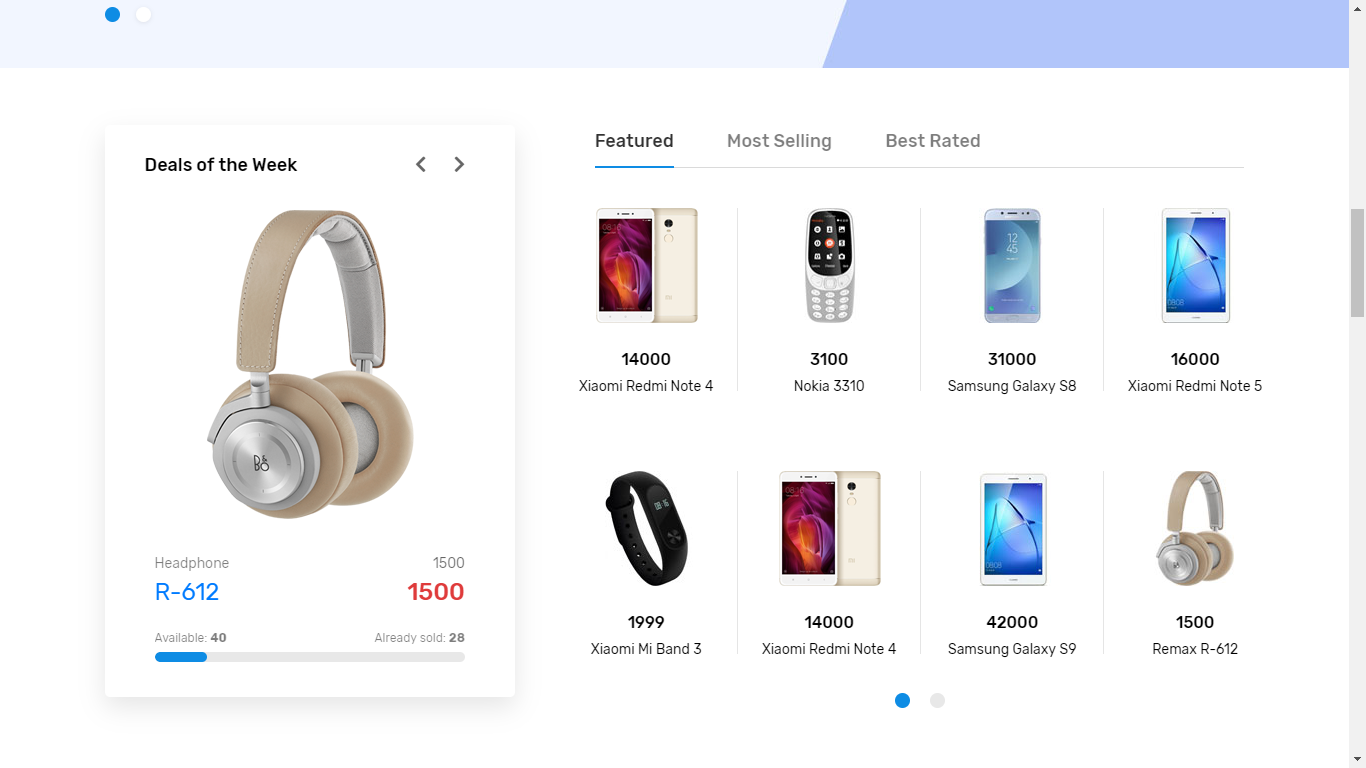 Deals of the Week
B&O
Headphone 1500
R-612 1500
Available: 40 Already sold: 28
Featured Most Selling Best Rated
14000 3100 31000 16000
Xiaomi Redmi Note 4 Nokia 3310 Samsung Galaxy S8 Xiaomi Redmi Note 5
1999 14000 42000 1500
Xiaomi Mi Band 3 Xiaomi Redmi Note 4 Samsung Galaxy S9 Remax R-612